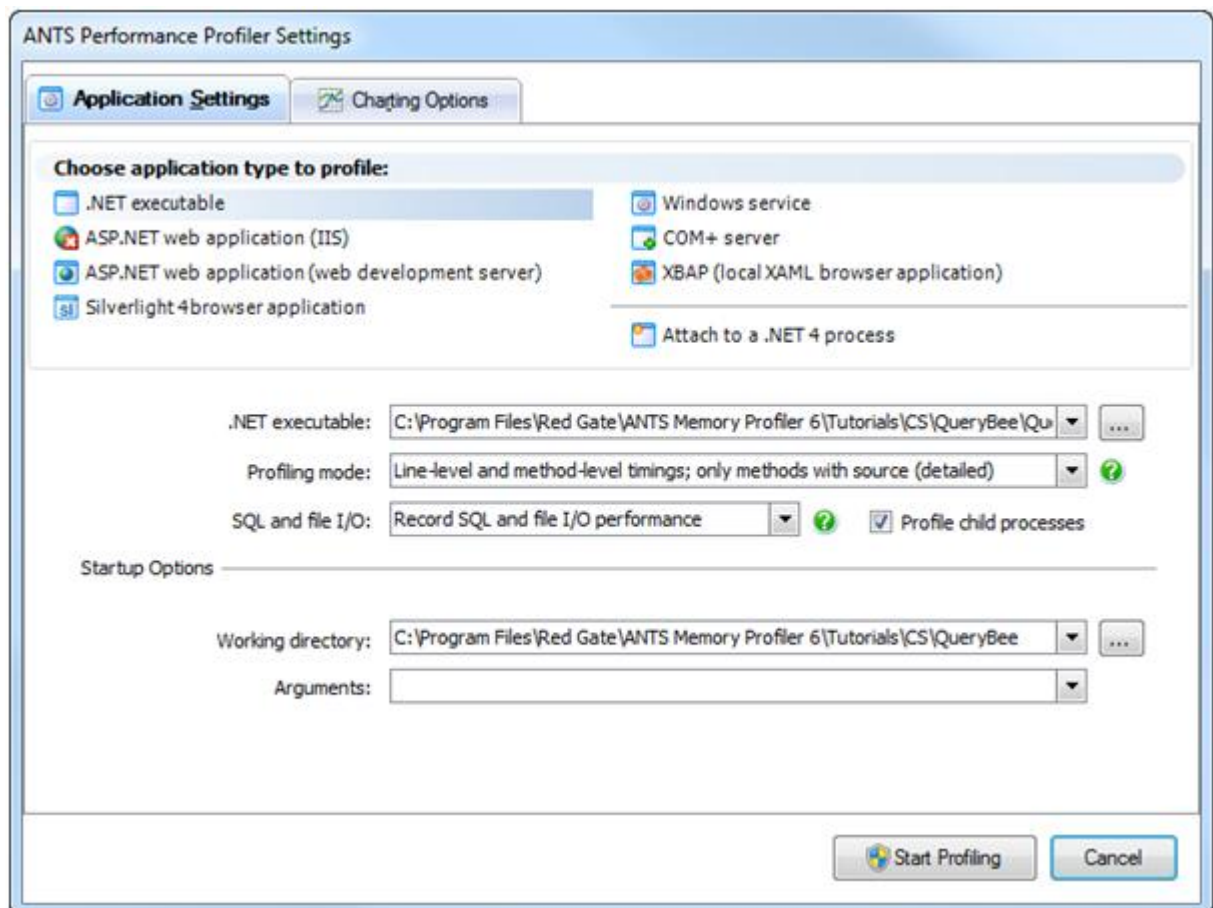 ANTS Performance Profiler Settings
Application Settings
Charting Options
Choose application type to profile:
.NET executable
ASP.NET web application (IIS)
ASP.NET web application (web development server)
Silverlight 4browser application
Windows service
COM+ server
XBAP (local XAML browser application)
Attach to a .NET 4 process
.NET executable: C:\Program Files\Red Gate\ANTS Memory Profiler 6\Tutorials\CS\QueryBee\ ...
Profiling mode: Line-level and method-level timings; only methods with source (detailed) ?
SQL and file I/O: Record SQL and file I/O performance ? Profile child processes
Startup Options
Working directory: C:\Program Files\Red Gate\ANTS Memory Profiler 6\Tutorials\CS\QueryBee ...
Arguments:
Start Profiling Cancel